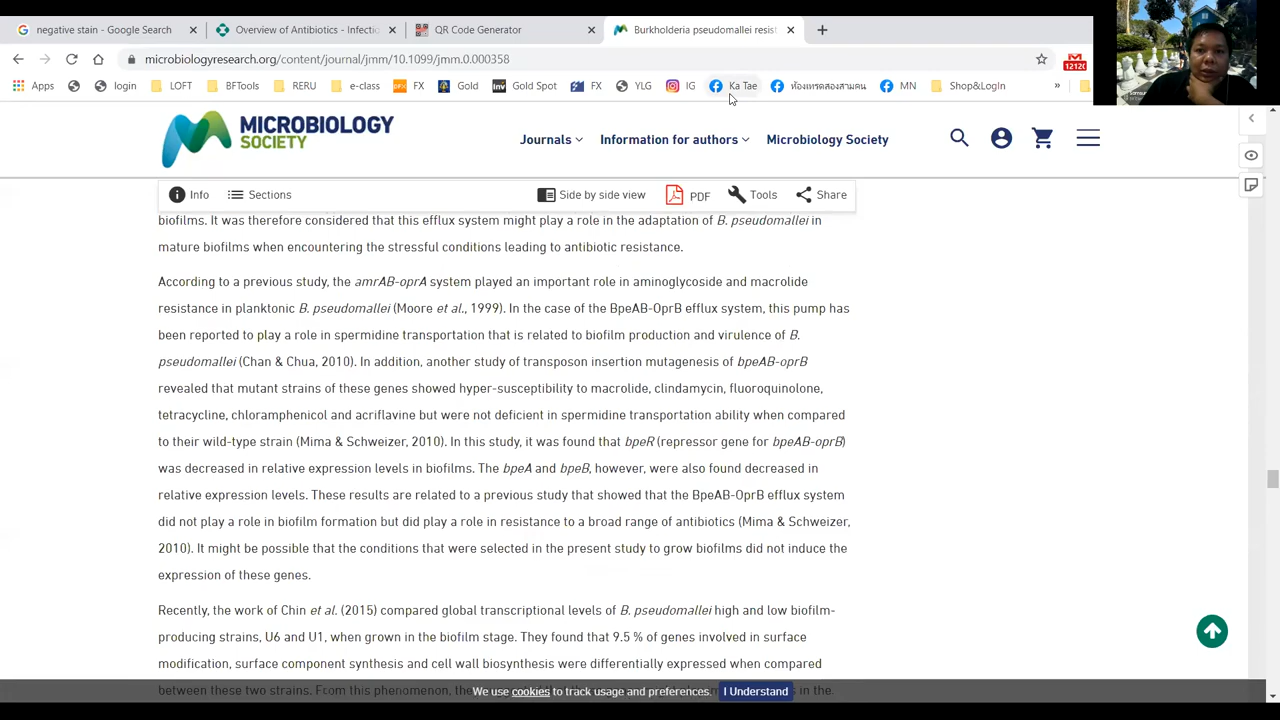 negative stain - Google Search
Overview of Antibiotics - Infectio
QR Code Generator
Burkholderia pseudomallei resist
microbiologyresearch.org/content/journal/jmm/10.1099/jmm.0.000358
Apps login LOFT BFTools RERU e-class FX Gold Gold Spot FX YLG IG Ka Tae ห้องเทรดสองสามคน MN Shop&LogIn »
MICROBIOLOGY
SOCIETY
Journals Information for authors Microbiology Society
Info Sections Side by side view PDF Tools Share
biofilms. It was therefore considered that this efflux system might play a role in the adaptation of B. pseudomallei in
mature biofilms when encountering the stressful conditions leading to antibiotic resistance.
According to a previous study, the amrAB-oprA system played an important role in aminoglycoside and macrolide
resistance in planktonic B. pseudomallei (Moore et al., 1999). In the case of the BpeAB-OprB efflux system, this pump has
been reported to play a role in spermidine transportation that is related to biofilm production and virulence of B.
pseudomallei (Chan & Chua, 2010). In addition, another study of transposon insertion mutagenesis of bpeAB-oprB
revealed that mutant strains of these genes showed hyper-susceptibility to macrolide, clindamycin, fluoroquinolone,
tetracycline, chloramphenicol and acriflavine but were not deficient in spermidine transportation ability when compared
to their wild-type strain (Mima & Schweizer, 2010). In this study, it was found that bpeR (repressor gene for bpeAB-oprB)
was decreased in relative expression levels in biofilms. The bpeA and bpeB, however, were also found decreased in
relative expression levels. These results are related to a previous study that showed that the BpeAB-OprB efflux system
did not play a role in biofilm formation but did play a role in resistance to a broad range of antibiotics (Mima & Schweizer,
2010). It might be possible that the conditions that were selected in the present study to grow biofilms did not induce the
expression of these genes.
Recently, the work of Chin et al. (2015) compared global transcriptional levels of B. pseudomallei high and low biofilm-
producing strains, U6 and U1, when grown in the biofilm stage. They found that 9.5 % of genes involved in surface
modification, surface component synthesis and cell wall biosynthesis were differentially expressed when compared
between these two strains. From this phenomenon, the
We use cookies to track usage and preferences. I Understand